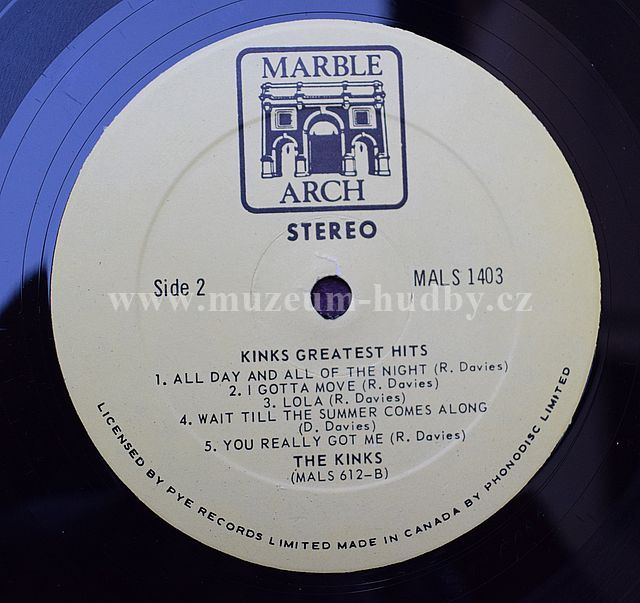 MARBLE
ARCH
STEREO
Side 2
MALS 1403
www.muzeum-hudby.cz
KINKS GREATEST HITS
1. ALL DAY AND ALL OF THE NIGHT (R. Davies)
2. I GOTTA MOVE (R. Davies)
3. LOLA (R. Davies)
4. WAIT TILL THE SUMMER COMES ALONG
(D. Davies)
5. YOU REALLY GOT ME (R. Davies)
THE KINKS
(MALS 612-B)
LICENSED BY PYE RECORDS LIMITED MADE IN CANADA BY PHONODISC LIMITED